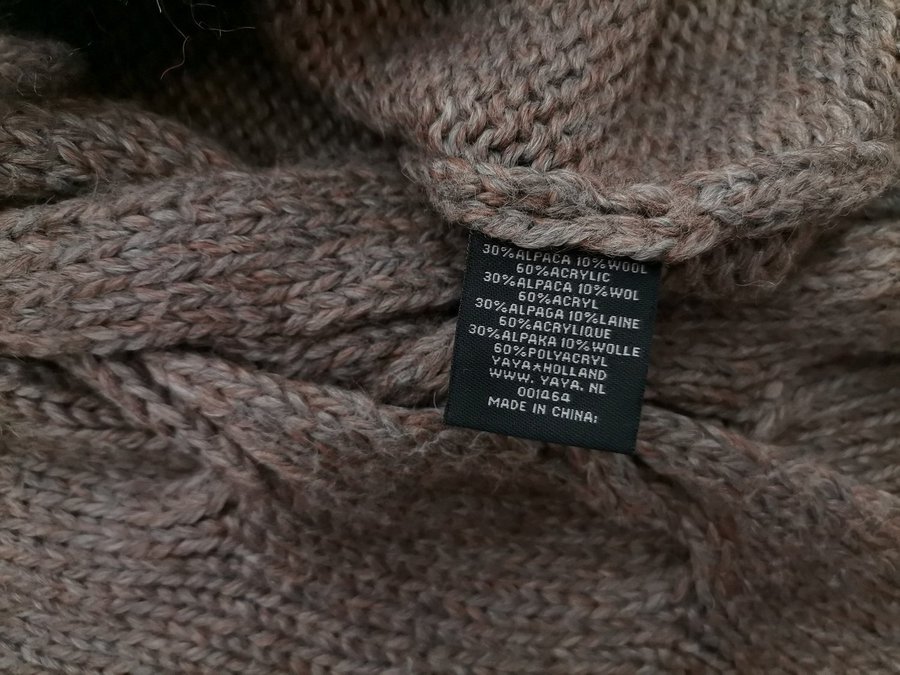 30%ALPACA 10%WOOL
60%ACRYLIC
30%ALPACA 10%WOL
60%ACRYL
30%ALPAGA 10%LAINE
60%ACRYLIQUE
30%ALPAKA 10%WOLLE
60%POLYACRYL
YAYA★HOLLAND
WWW. YAYA. NL
001464
MADE IN CHINA: